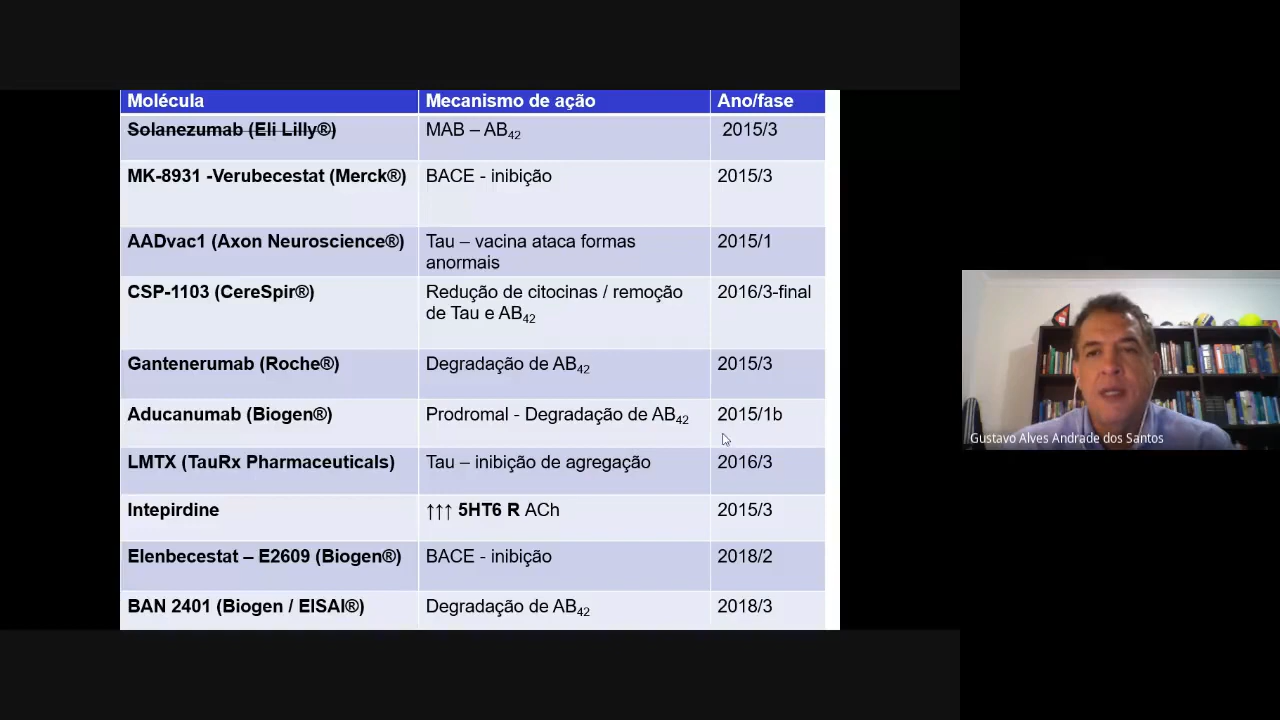 Molécula Mecanismo de ação Ano/fase
Solanezumab (Eli Lilly®) MAB – AB42 2015/3
MK-8931 -Verubecestat (Merck®) BACE - inibição 2015/3
AADvac1 (Axon Neuroscience®) Tau – vacina ataca formas 2015/1
anormais
CSP-1103 (CereSpir®) Redução de citocinas / remoção 2016/3-final
de Tau e AB42
Gantenerumab (Roche®) Degradação de AB42 2015/3
Aducanumab (Biogen®) Prodromal - Degradação de AB42 2015/1b
LMTX (TauRx Pharmaceuticals) Tau – inibição de agregação 2016/3
Intepirdine ↑↑↑ 5HT6 R ACh 2015/3
Elenbecestat – E2609 (Biogen®) BACE - inibição 2018/2
BAN 2401 (Biogen / EISAI®) Degradação de AB42 2018/3
Gustavo Alves Andrade dos Santos